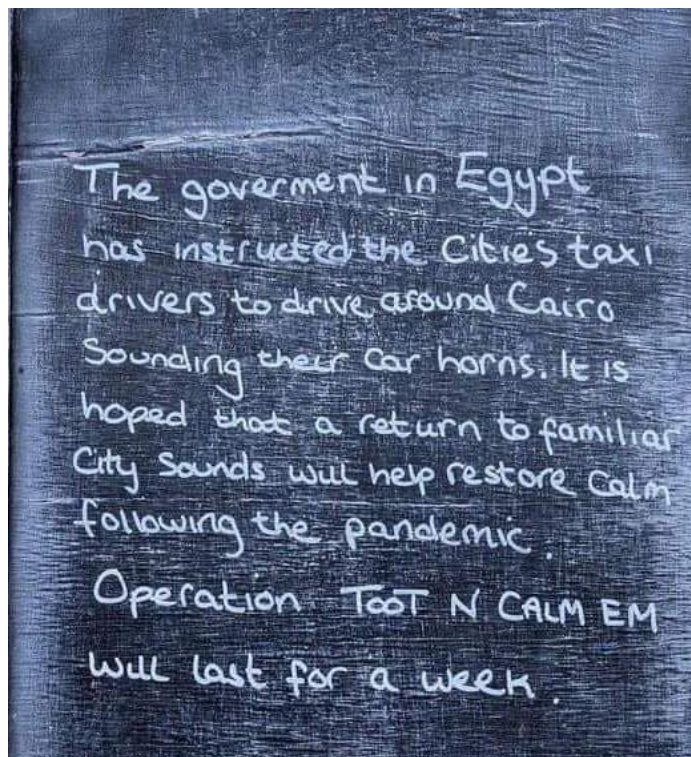 The goverment in Egypt
has instructed the Citie's taxi
drivers to drive around Cairo
Sounding their Car horns. It is
hoped that a return to familiar
City Sounds will help restore Calm
following the pandemic.
Operation TOOT N CALM EM
will last for a week.